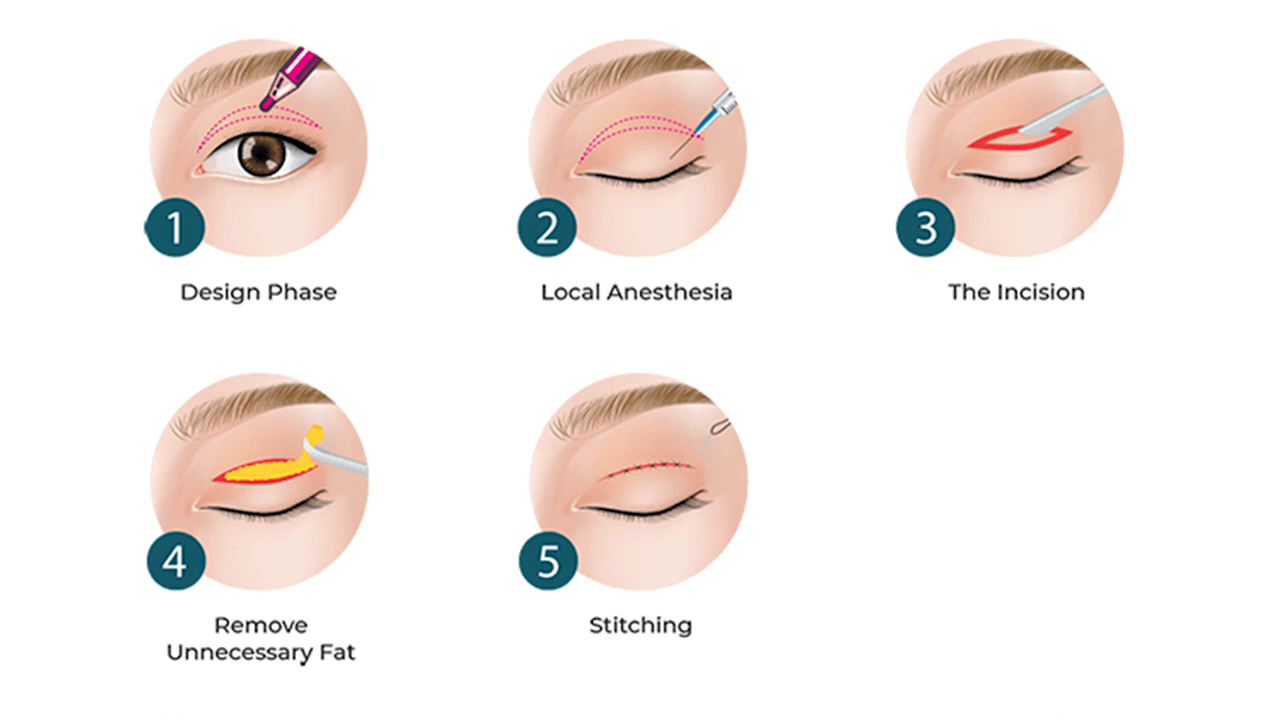 1
Design Phase
2
Local Anesthesia
3
The Incision
4
Remove
Unnecessary Fat
5
Stitching